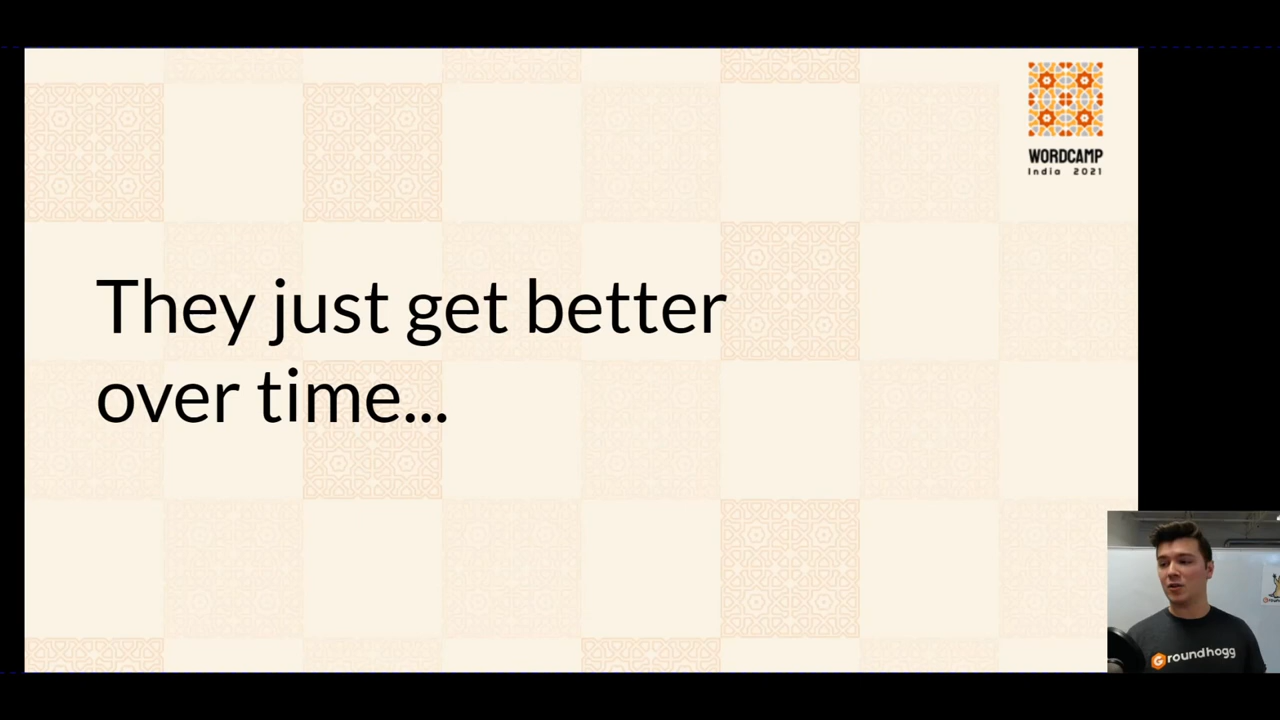 WORDCAMP
India 2021
They just get better
over time...
Groundhogg